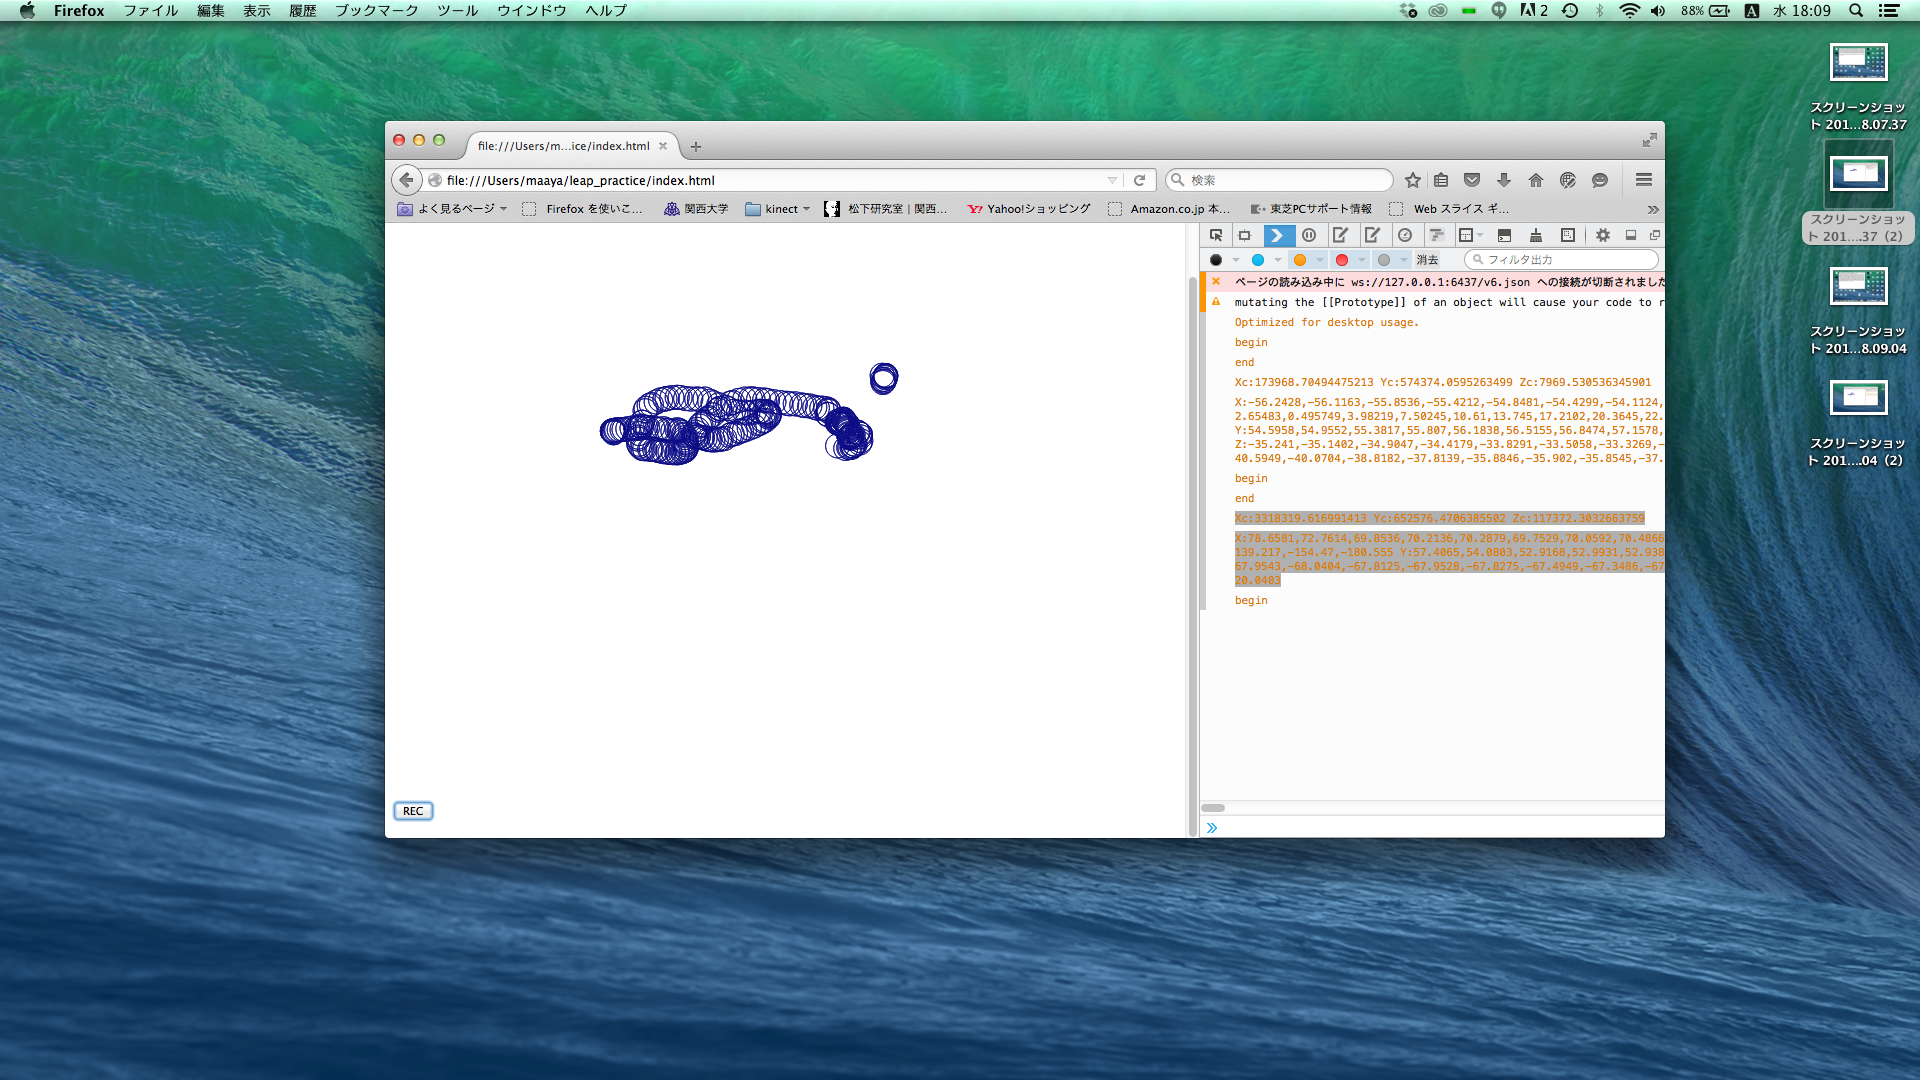 Firefox ファイル 編集 表示 履歴 ブックマーク ツール ウインドウ ヘルプ
2 88% A 水 18:09
スクリーンショッ
ト 201...8.07.37
スクリーンショッ
ト 201....37（2）
スクリーンショッ
ト 201...8.09.04
スクリーンショッ
ト 201....04（2）
file:///Users/m...ice/index.html
file:///Users/maaya/leap_practice/index.html
検索
よく見るページ Firefox を使いこ... 関西大学 kinect 松下研究室 | 関西... Yahoo!ショッピング Amazon.co.jp 本... 東芝PCサポート情報 Web スライス ギ...
消去 フィルタ出力
ページの読み込み中に ws://127.0.0.1:6437/v6.json への接続が切断されました
mutating the [[Prototype]] of an object will cause your code to r
Optimized for desktop usage.
begin
end
Xc:173968.70494475213 Yc:574374.0595263499 Zc:7969.530536345901
X:-56.2428,-56.1163,-55.8536,-55.4212,-54.8481,-54.4299,-54.1124,
2.65483,0.495749,3.98219,7.50245,10.61,13.745,17.2102,20.3645,22.
Y:54.5958,54.9552,55.3817,55.807,56.1838,56.5155,56.8474,57.1578,
Z:-35.241,-35.1402,-34.9047,-34.4179,-33.8291,-33.5058,-33.3269,-
40.5949,-40.0704,-38.8182,-37.8139,-35.8846,-35.902,-35.8545,-37.
begin
end
Xc:3318319.616991413 Yc:652576.4706385502 Zc:117372.3032663759
X:78.6581,72.7614,69.8536,70.2136,70.2879,69.7529,70.0592,70.4866
139.217,-154.47,-180.555 Y:57.4065,54.0803,52.9168,52.9931,52.938
67.9543,-68.0404,-67.8125,-67.9528,-67.8275,-67.4949,-67.3486,-67
20.0403
begin
REC